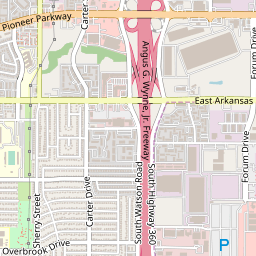 Pioneer Parkway
Carter
Angus G. Wynne, Jr. Freeway
Forum Drive
East Arkansas
Sherry Street
Carter Drive
South Watson Road
South Highway 360
Forum Drive
Overbrook Drive
P